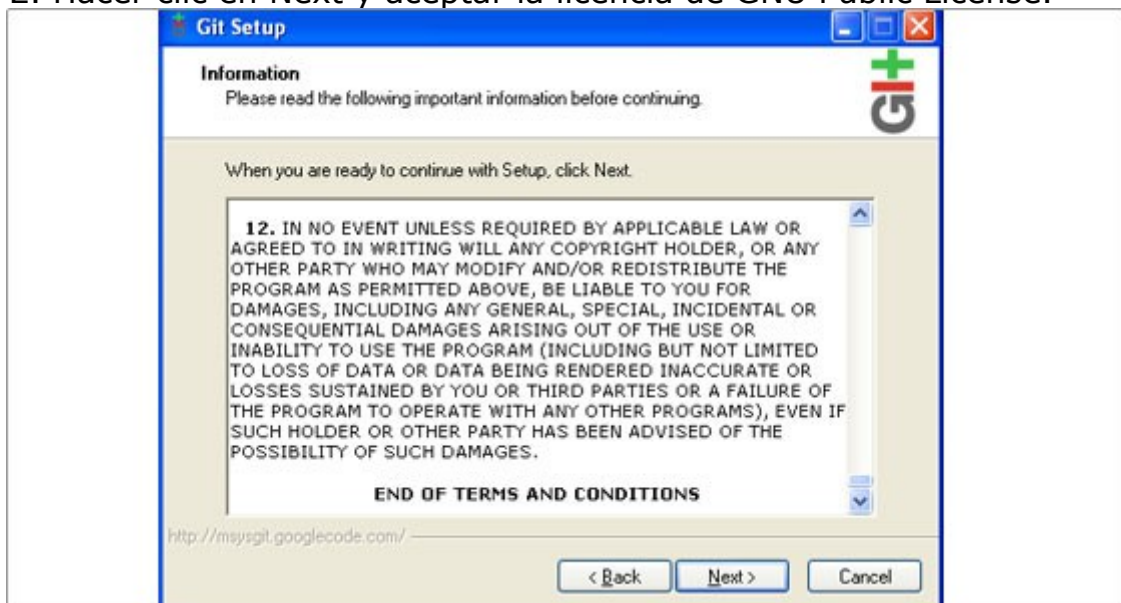 2. Hacer clic en Next y aceptar la licencia de GNU Public License.
Git Setup
Information
Please read the following important information before continuing.
Git
When you are ready to continue with Setup, click Next.
12. IN NO EVENT UNLESS REQUIRED BY APPLICABLE LAW OR
AGREED TO IN WRITING WILL ANY COPYRIGHT HOLDER, OR ANY
OTHER PARTY WHO MAY MODIFY AND/OR REDISTRIBUTE THE
PROGRAM AS PERMITTED ABOVE, BE LIABLE TO YOU FOR
DAMAGES, INCLUDING ANY GENERAL, SPECIAL, INCIDENTAL OR
CONSEQUENTIAL DAMAGES ARISING OUT OF THE USE OR
INABILITY TO USE THE PROGRAM (INCLUDING BUT NOT LIMITED
TO LOSS OF DATA OR DATA BEING RENDERED INACCURATE OR
LOSSES SUSTAINED BY YOU OR THIRD PARTIES OR A FAILURE OF
THE PROGRAM TO OPERATE WITH ANY OTHER PROGRAMS), EVEN IF
SUCH HOLDER OR OTHER PARTY HAS BEEN ADVISED OF THE
POSSIBILITY OF SUCH DAMAGES.
END OF TERMS AND CONDITIONS
http://msysgit.googlecode.com/
< Back Next > Cancel